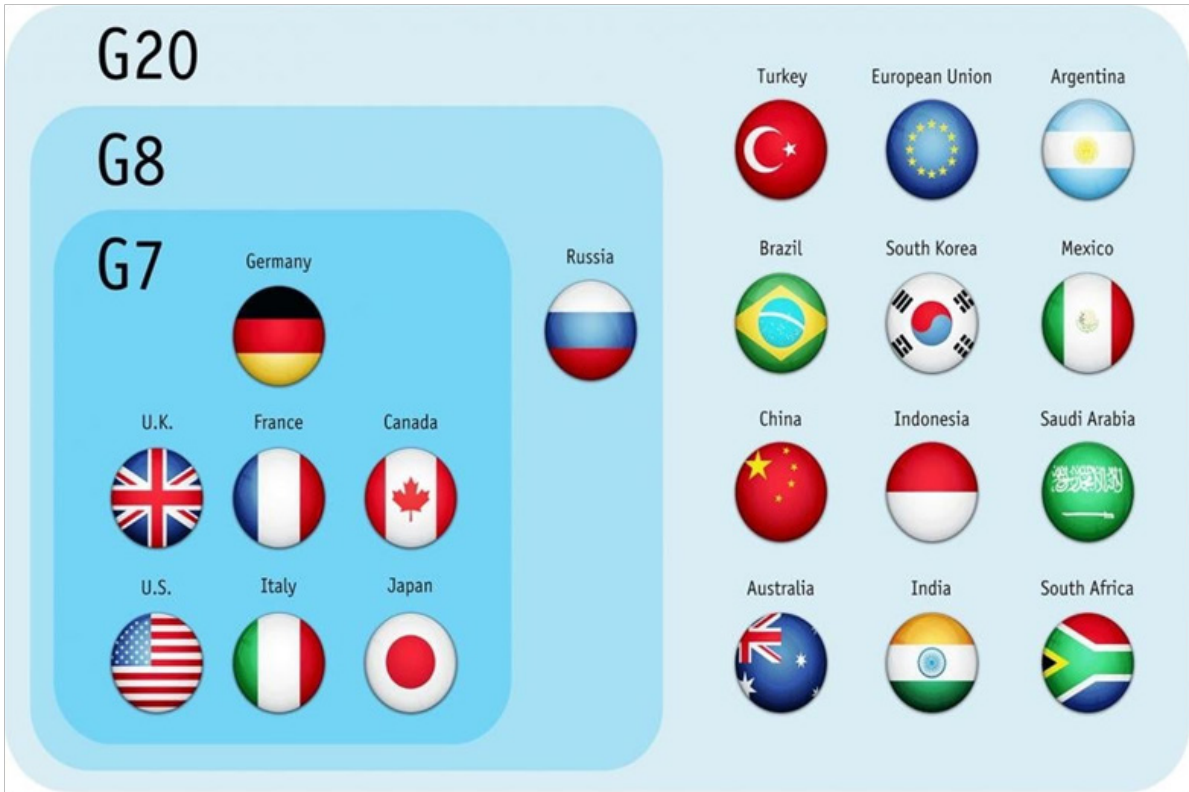 G20
G8
G7
Germany
U.K.
France
Canada
U.S.
Italy
Japan
Russia
Turkey
European Union
Argentina
Brazil
South Korea
Mexico
China
Indonesia
Saudi Arabia
Australia
India
South Africa